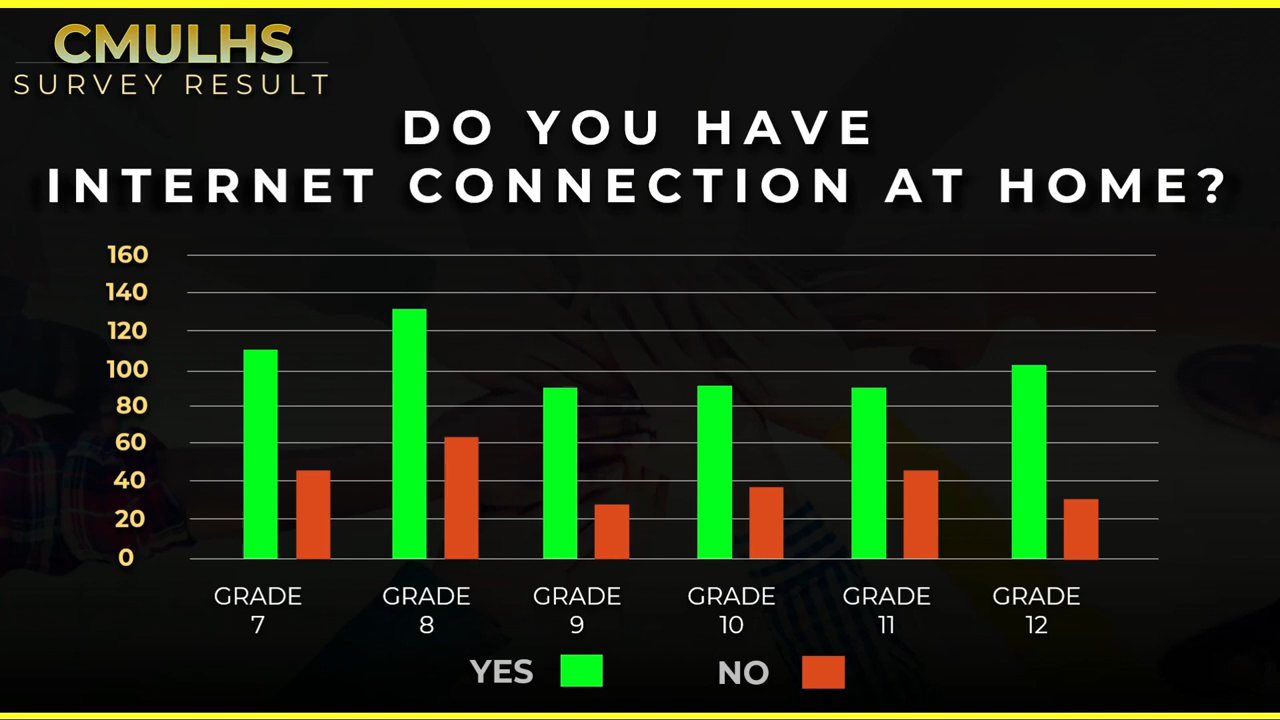 CMULHS
SURVEY RESULT
DO YOU HAVE
INTERNET CONNECTION AT HOME?
160
140
120
100
80
60
40
20
0
GRADE 7
GRADE 8
GRADE 9
GRADE 10
GRADE 11
GRADE 12
YES
NO